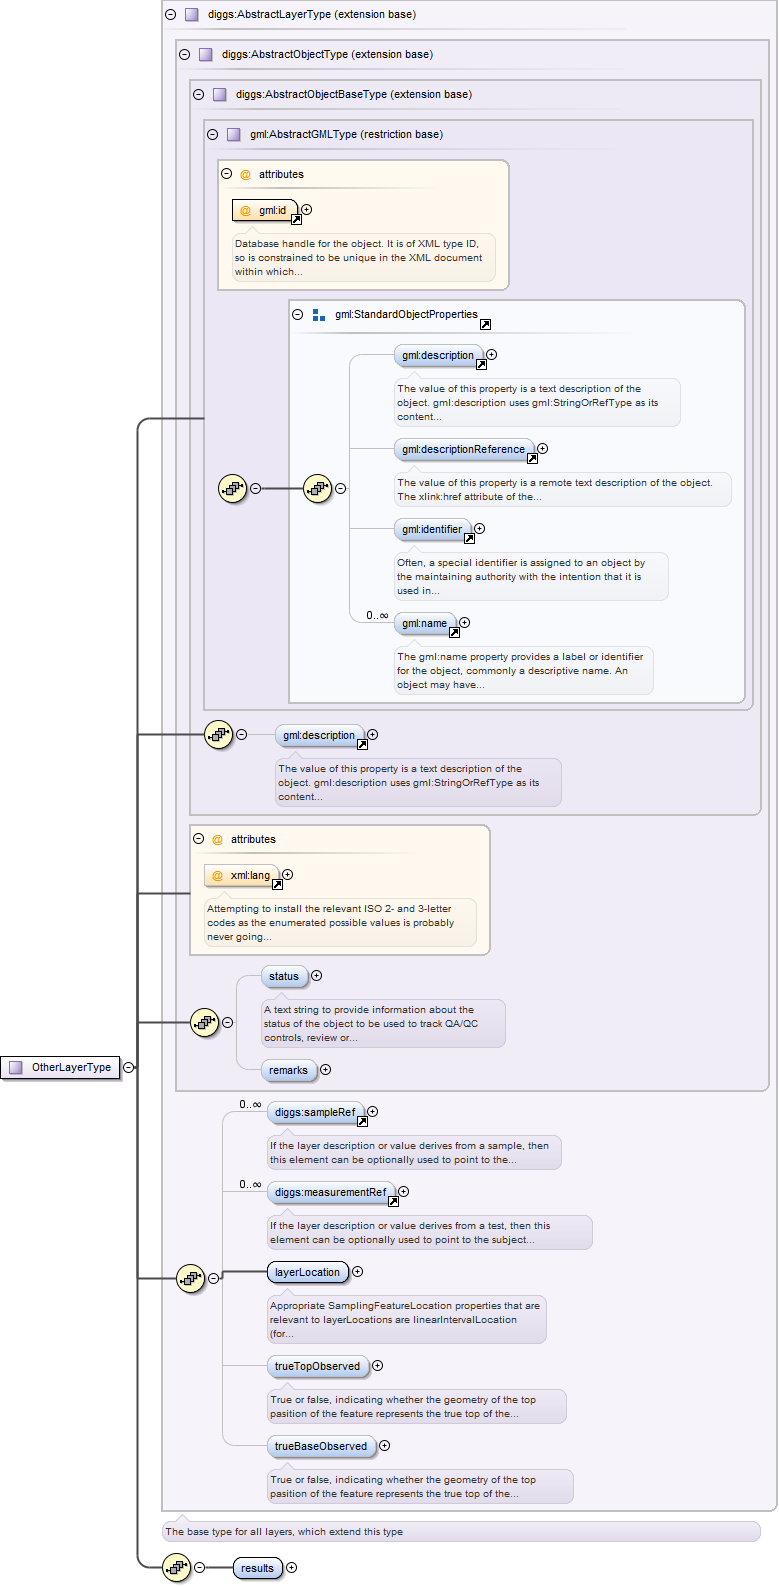 diggs:AbstractLayerType (extension base)
diggs:AbstractObjectType (extension base)
diggs:AbstractObjectBaseType (extension base)
gml:AbstractGMLType (restriction base)
@ attributes
@ gml:id
Database handle for the object. It is of XML type ID,
so is constrained to be unique in the XML document
within which...
gml:StandardObjectProperties
gml:description
The value of this property is a text description of the
object. gml:description uses gml:StringOrRefType as its
content...
gml:descriptionReference
The value of this property is a remote text description of the object.
The xlink:href attribute of the...
gml:identifier
Often, a special identifier is assigned to an object by
the maintaining authority with the intention that it is
used in...
0..∞
gml:name
The gml:name property provides a label or identifier
for the object, commonly a descriptive name. An
object may have...
gml:description
The value of this property is a text description of the
object. gml:description uses gml:StringOrRefType as its
content...
@ attributes
@ xml:lang
Attempting to install the relevant ISO 2- and 3-letter
codes as the enumerated possible values is probably
never going...
status
A text string to provide information about the
status of the object to be used to track QA/QC
controls, review or...
OtherLayerType
remarks
0..∞
diggs:sampleRef
If the layer description or value derives from a sample, then
this element can be optionally used to point to the...
0..∞
diggs:measurementRef
If the layer description or value derives from a test, then this
element can be optionally used to point to the subject...
layerLocation
Appropriate SamplingFeatureLocation properties that are
relevant to layerLocations are linearIntervalLocation
(for...
trueTopObserved
True or false, indicating whether the geometry of the top
pasition of the feature represents the true top of the...
trueBaseObserved
True or false, indicating whether the geometry of the top
pasition of the feature represents the true top of the...
The base type for all layers, which extend this type
results